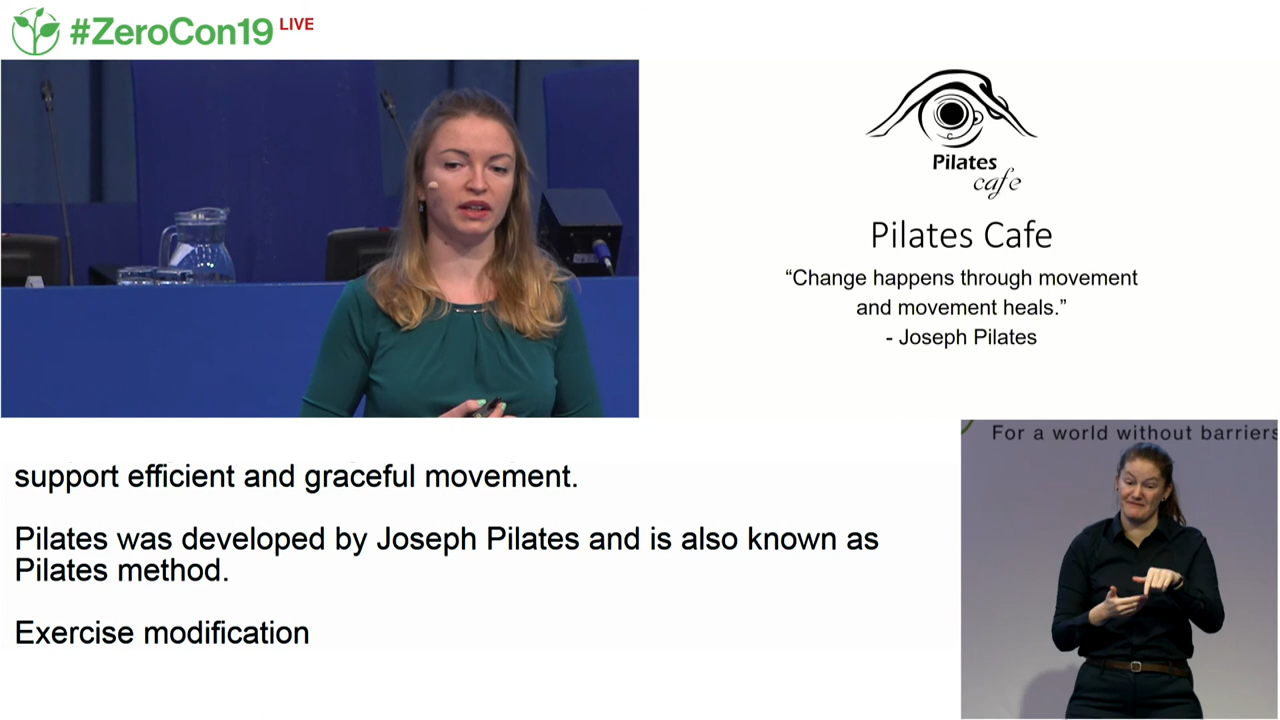 #ZeroCon19 LIVE
Pilates
cafe
Pilates Cafe
“Change happens through movement
and movement heals.”
- Joseph Pilates
support efficient and graceful movement.
Pilates was developed by Joseph Pilates and is also known as
Pilates method.
Exercise modification
For a world without barriers